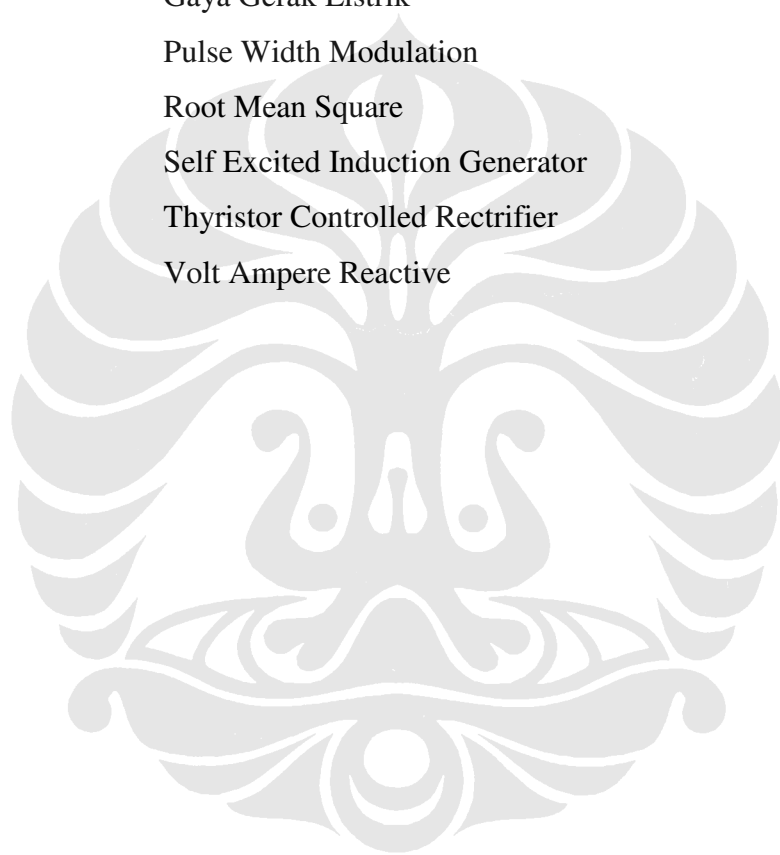 Gaya Gerak Listrik
Pulse Width Modulation
Root Mean Square
Self Excited Induction Generator
Thyristor Controlled Rectrifier
Volt Ampere Reactive